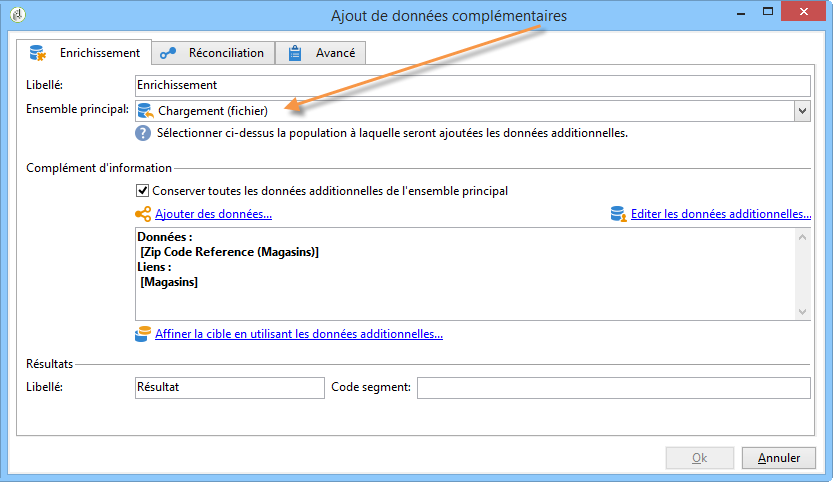 Ajout de données complémentaires
Enrichissement
Réconciliation
Avancé
Libellé:
Enrichissement
Ensemble principal:
Chargement (fichier)
Sélectionner ci-dessus la population à laquelle seront ajoutées les données additionnelles.
Complément d'information
Conserver toutes les données additionnelles de l'ensemble principal
Ajouter des données...
Editer les données additionnelles...
Données :
[Zip Code Reference (Magasins)]
Liens :
[Magasins]
Affiner la cible en utilisant les données additionnelles...
Résultats
Libellé:
Résultat
Code segment:
Ok
Annuler